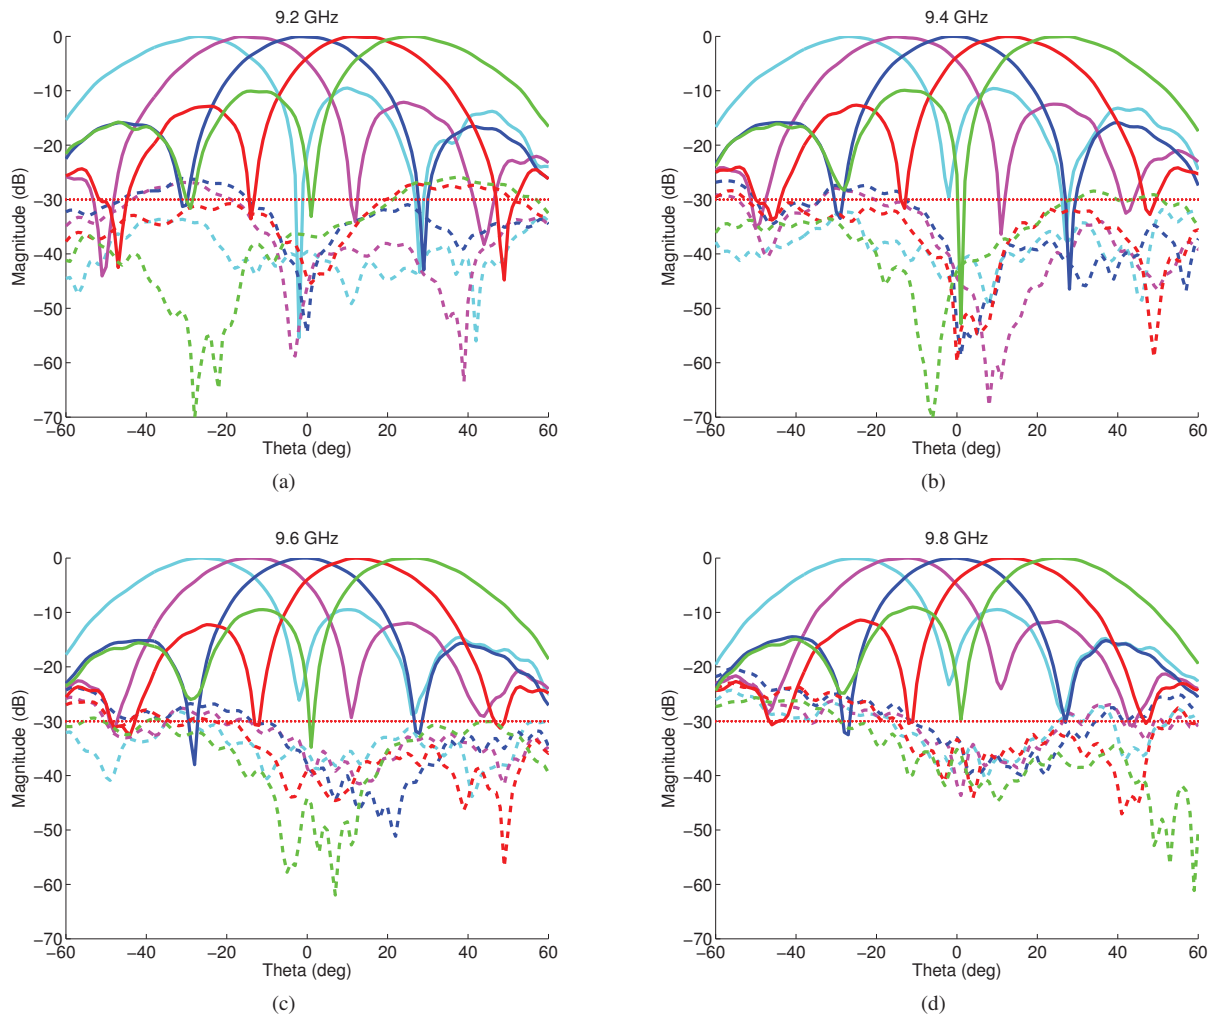 9.2 GHz
0
−10
−20
−30
−40
−50
−60
−70
Magnitude (dB)
−60 −40 −20 0 20 40 60
Theta (deg)
(a)
9.4 GHz
0
−10
−20
−30
−40
−50
−60
−70
Magnitude (dB)
−60 −40 −20 0 20 40 60
Theta (deg)
(b)
9.6 GHz
0
−10
−20
−30
−40
−50
−60
−70
Magnitude (dB)
−60 −40 −20 0 20 40 60
Theta (deg)
(c)
9.8 GHz
0
−10
−20
−30
−40
−50
−60
−70
Magnitude (dB)
−60 −40 −20 0 20 40 60
Theta (deg)
(d)